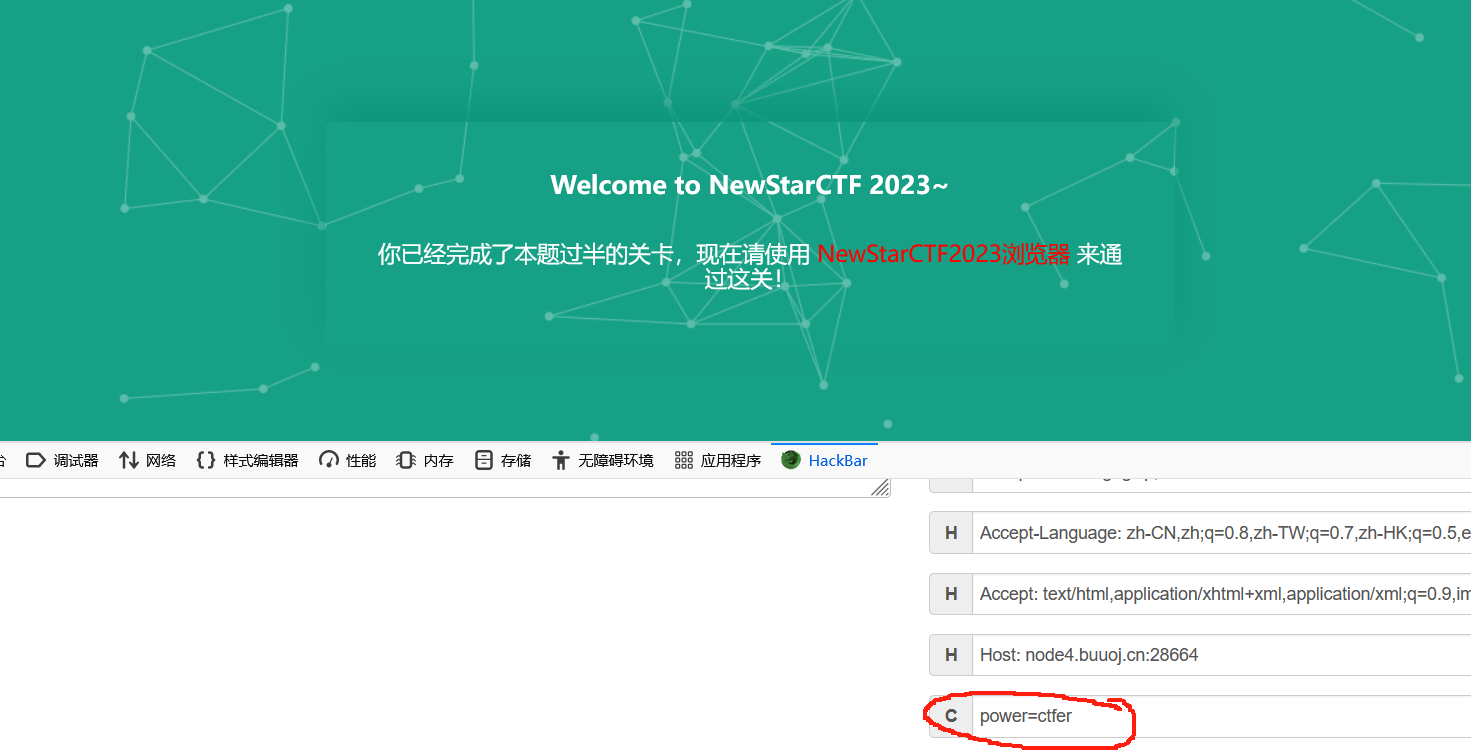 Welcome to NewStarCTF 2023~
你已经完成了本题过半的关卡，现在请使用 NewStarCTF2023浏览器 来通
过这关！
调试器 网络 样式编辑器 性能 内存 存储 无障碍环境 应用程序 HackBar
H Accept-Language: zh-CN,zh;q=0.8,zh-TW;q=0.7,zh-HK;q=0.5,e
H Accept: text/html,application/xhtml+xml,application/xml;q=0.9,im
H Host: node4.buuoj.cn:28664
C power=ctfer